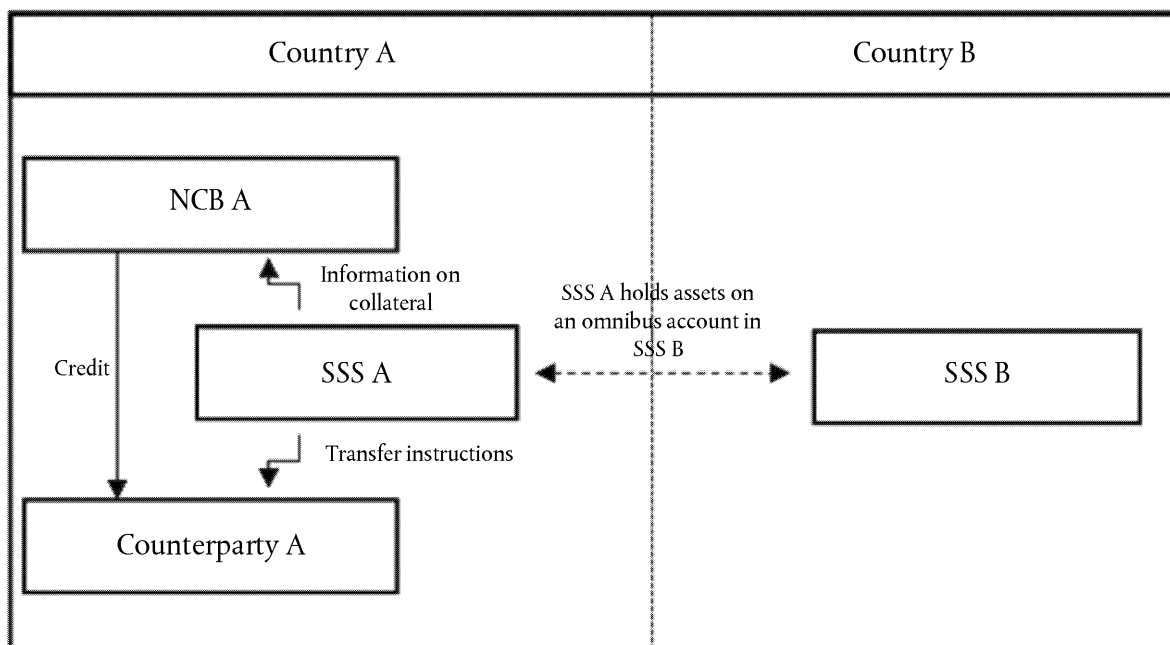 Country A
Country B
NCB A
Information on
collateral
SSS A holds assets on
an omnibus account in
SSS B
Credit
SSS A
SSS B
Transfer instructions
Counterparty A